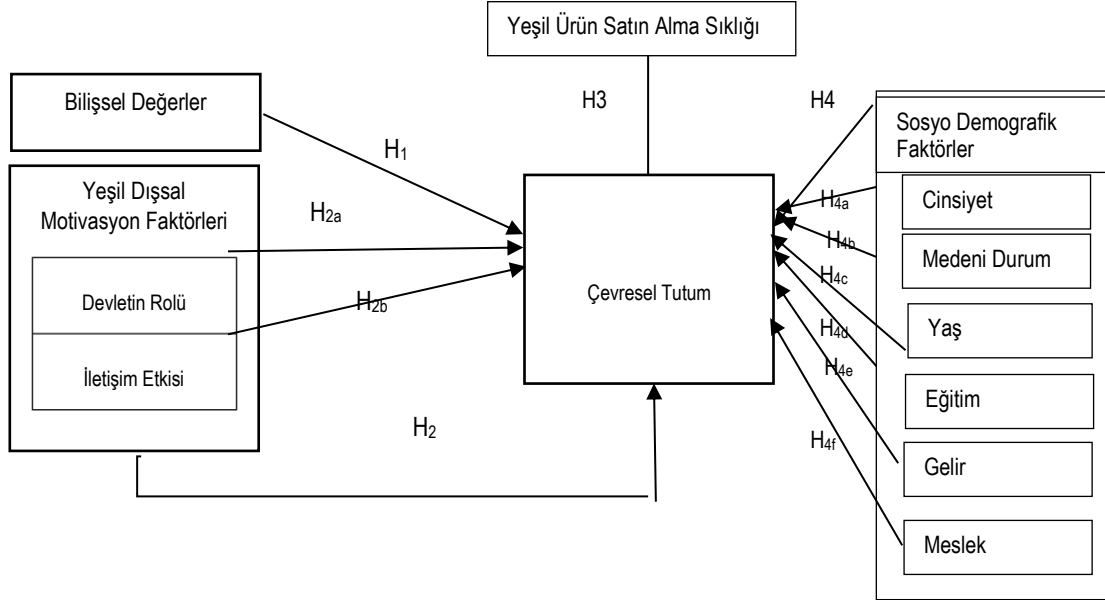 Yeşil Ürün Satın Alma Sıklığı
Bilişsel Değerler
H3
H4
Sosyo Demografik
Faktörler
H1
Yeşil Dışsal
Motivasyon Faktörleri
H2a
H4a
Cinsiyet
H4b
Medeni Durum
H4c
Devletin Rolü
H2b
Çevresel Tutum
H4d
Yaş
İletişim Etkisi
H4e
Eğitim
H2
H4f
Gelir
Meslek